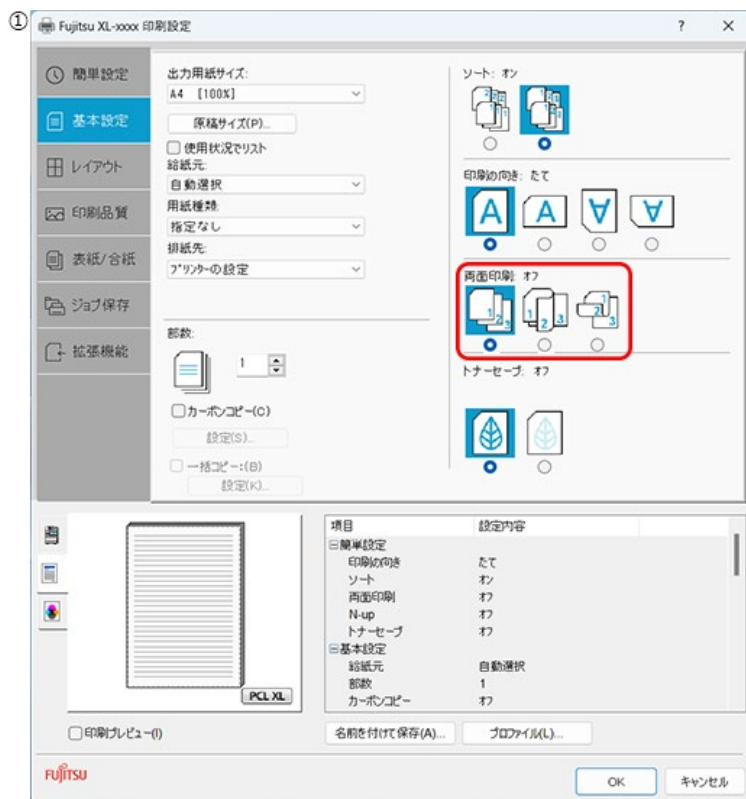 ①
Fujitsu XL-xxxx 印刷設定
簡単設定
基本設定
レイアウト
印刷品質
表紙/合紙
ジョブ保存
拡張機能
出力用紙サイズ:
A4 [100%]
原稿サイズ(P)...
使用状況でリスト
給紙元:
自動選択
用紙種類:
指定なし
排紙先:
プリンターの設定
部数:
1
カーボンコピー(C)
設定(S)...
一括コピー:(B)
設定(K)...
ソート: オン
印刷の向き: たて
両面印刷: オフ
トナーセーブ: オフ
PCL XL
印刷プレビュー(I)
項目 設定内容
簡単設定
印刷の向き たて
ソート オン
両面印刷 オフ
N-up オフ
トナーセーブ オフ
基本設定
給紙元 自動選択
部数 1
カーボンコピー オフ
名前を付けて保存(A)... プロファイル(L)...
FUJITSU
OK キャンセル